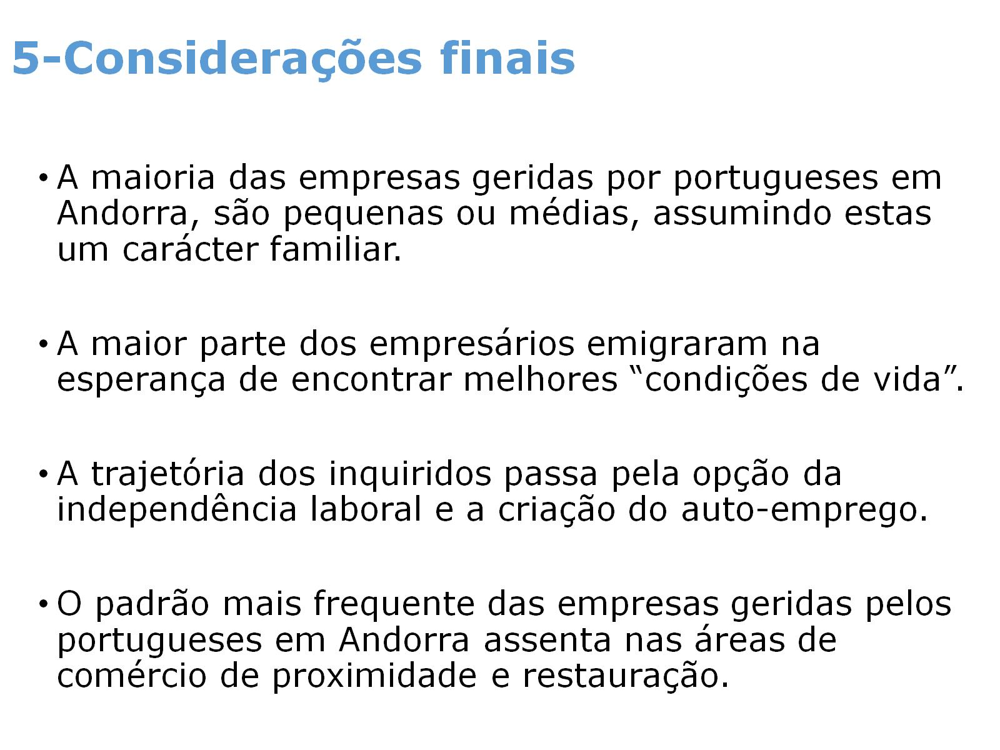 5-Considerações finais
• A maioria das empresas geridas por portugueses em
Andorra, são pequenas ou médias, assumindo estas
um carácter familiar.
• A maior parte dos empresários emigraram na
esperança de encontrar melhores “condições de vida”.
• A trajetória dos inquiridos passa pela opção da
independência laboral e a criação do auto-emprego.
• O padrão mais frequente das empresas geridas pelos
portugueses em Andorra assenta nas áreas de
comércio de proximidade e restauração.